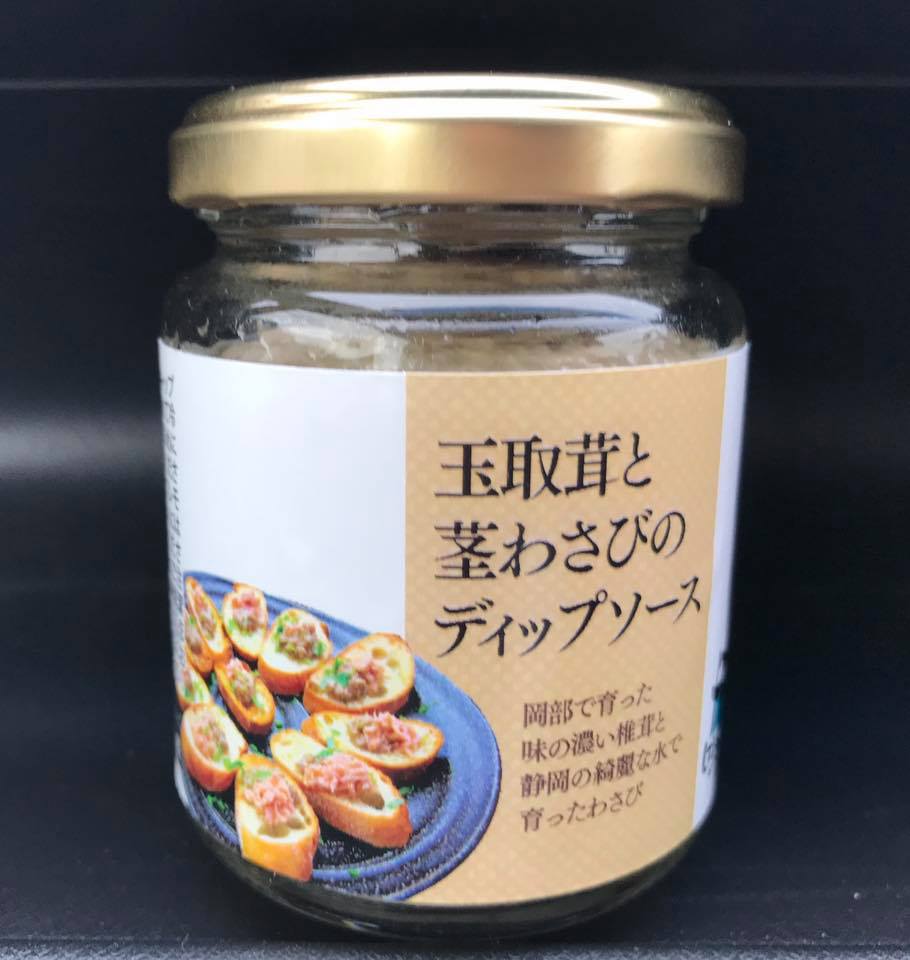 玉取茸と
茎わさびの
ディップソース
岡部で育った
味の濃い椎茸と
静岡の綺麗な水で
育ったわさび